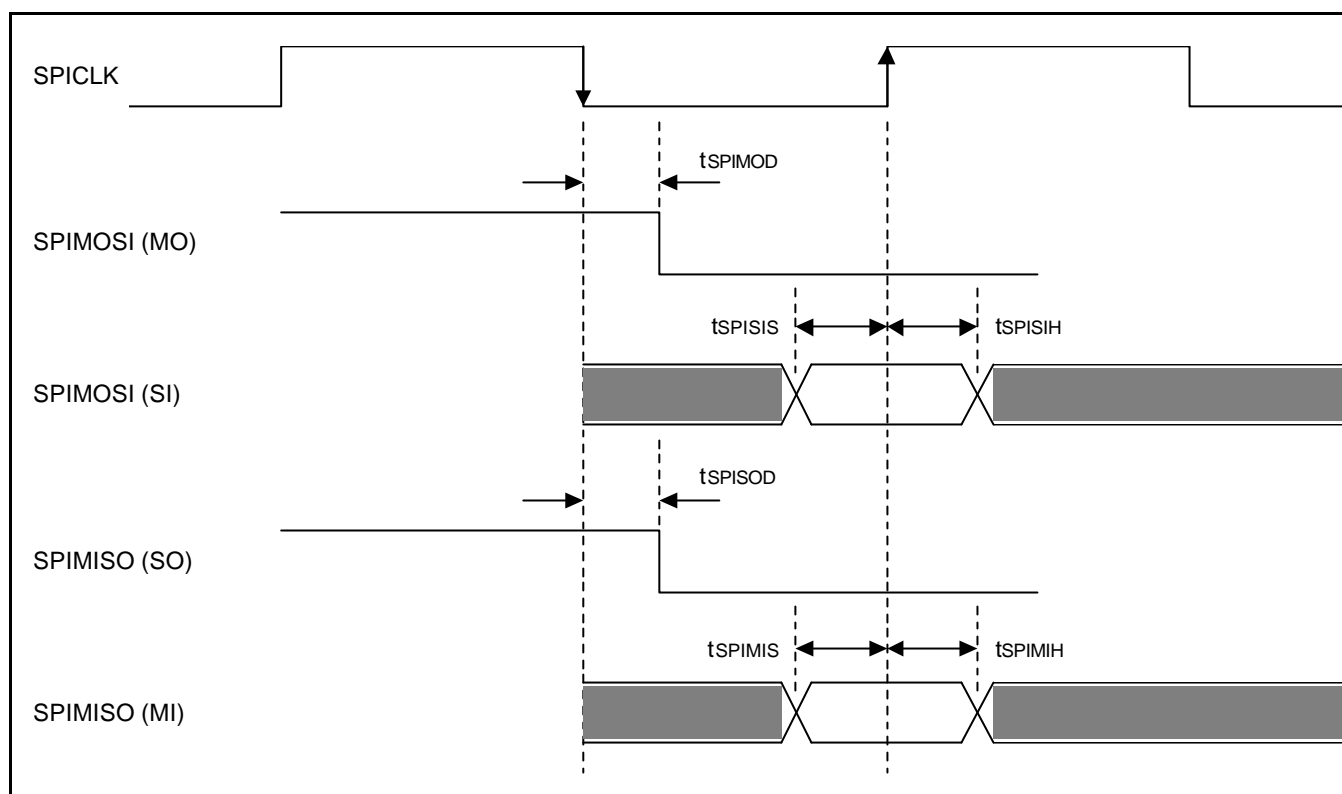 SPICLK
tSPIMOD
SPIMOSI (MO)
tSPISIS tSPISIH
SPIMOSI (SI)
tSPISOD
SPIMISO (SO)
tSPIMIS tSPIMIH
SPIMISO (MI)